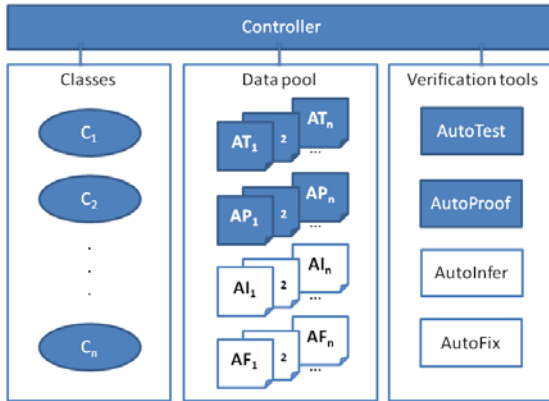 Controller
Classes
C1
C2
.
.
.
Cn
Data pool
AT1 2 ATn
...
AP1 2 APn
...
AI1 2 AIn
...
AF1 2 AFn
...
Verification tools
AutoTest
AutoProof
AutoInfer
AutoFix